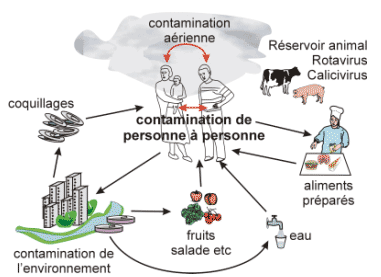 contamination
aérienne
Réservoir animal
Rotavirus
Calicivirus
coquillages
contamination de
personne à personne
aliments
préparés
fruits
salade etc
eau
contamination de
l'environnement